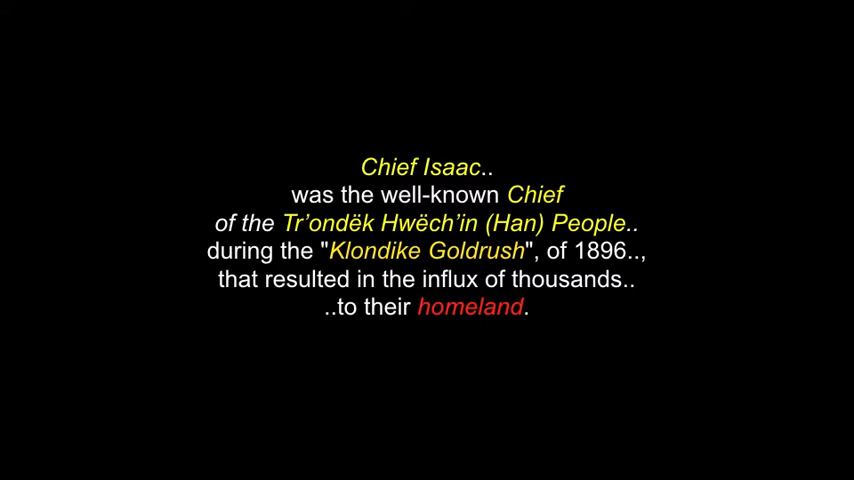 Chief Isaac..
was the well-known Chief
of the Tr’ondëk Hwëch’in (Han) People..
during the "Klondike Goldrush", of 1896..,
that resulted in the influx of thousands..
..to their homeland.